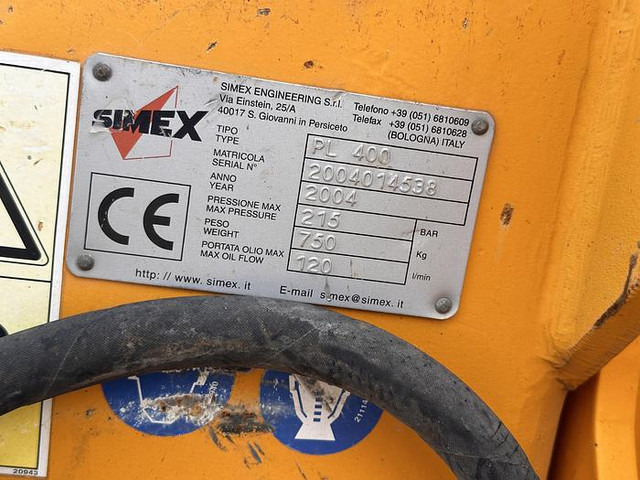 SIMEX
SIMEX ENGINEERING S.r.l.
Via Einstein, 25/A Telefono +39 (051) 6810609
40017 S. Giovanni in Persiceto Telefax +39 (051) 6810628
(BOLOGNA) ITALY
TIPO
TYPE PL 400
MATRICOLA
SERIAL N° 2004014538
ANNO
YEAR 2004
PRESSIONE MAX
MAX PRESSURE 215 BAR
PESO
WEIGHT 750 Kg
PORTATA OLIO MAX
MAX OIL FLOW 120 l/min
CE
http: // www. simex. it E-mail simex@simex. it
20943